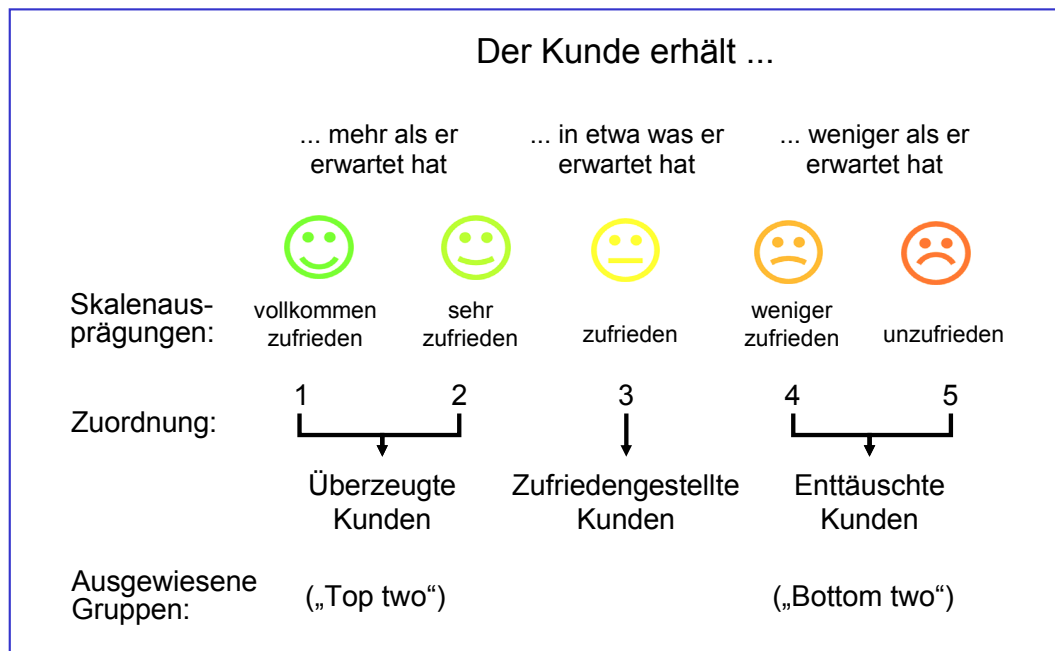 Der Kunde erhält ...
... mehr als er
erwartet hat
... in etwa was er
erwartet hat
... weniger als er
erwartet hat
Skalenaus-
prägungen:
vollkommen
zufrieden
sehr
zufrieden
zufrieden
weniger
zufrieden
unzufrieden
Zuordnung:
1
2
3
4
5
Überzeugte
Kunden
Zufriedengestellte
Kunden
Enttäuschte
Kunden
Ausgewiesene
Gruppen:
(„Top two“)
(„Bottom two“)